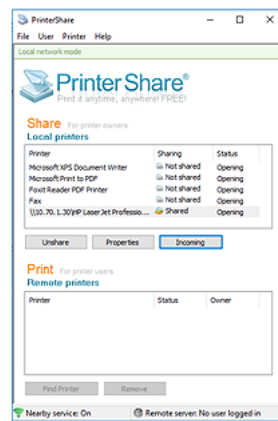 PrinterShare
File User Printer Help
Local network mode
PrinterShare®
Print it anytime, anywhere! FREE!
Share For printer owners
Local printers
Printer Sharing Status
Microsoft XPS Document Writer Not shared Opening
Microsoft Print to PDF Not shared Opening
Foxit Reader PDF Printer Not shared Opening
Fax Not shared Opening
\\10.70.1.30\HP LaserJet Professio... Shared Opening
Unshare Properties Incoming
Print For printer users
Remote printers
Printer Status Owner
Find Printer Remove
Nearby service: On Remote server: No user logged in